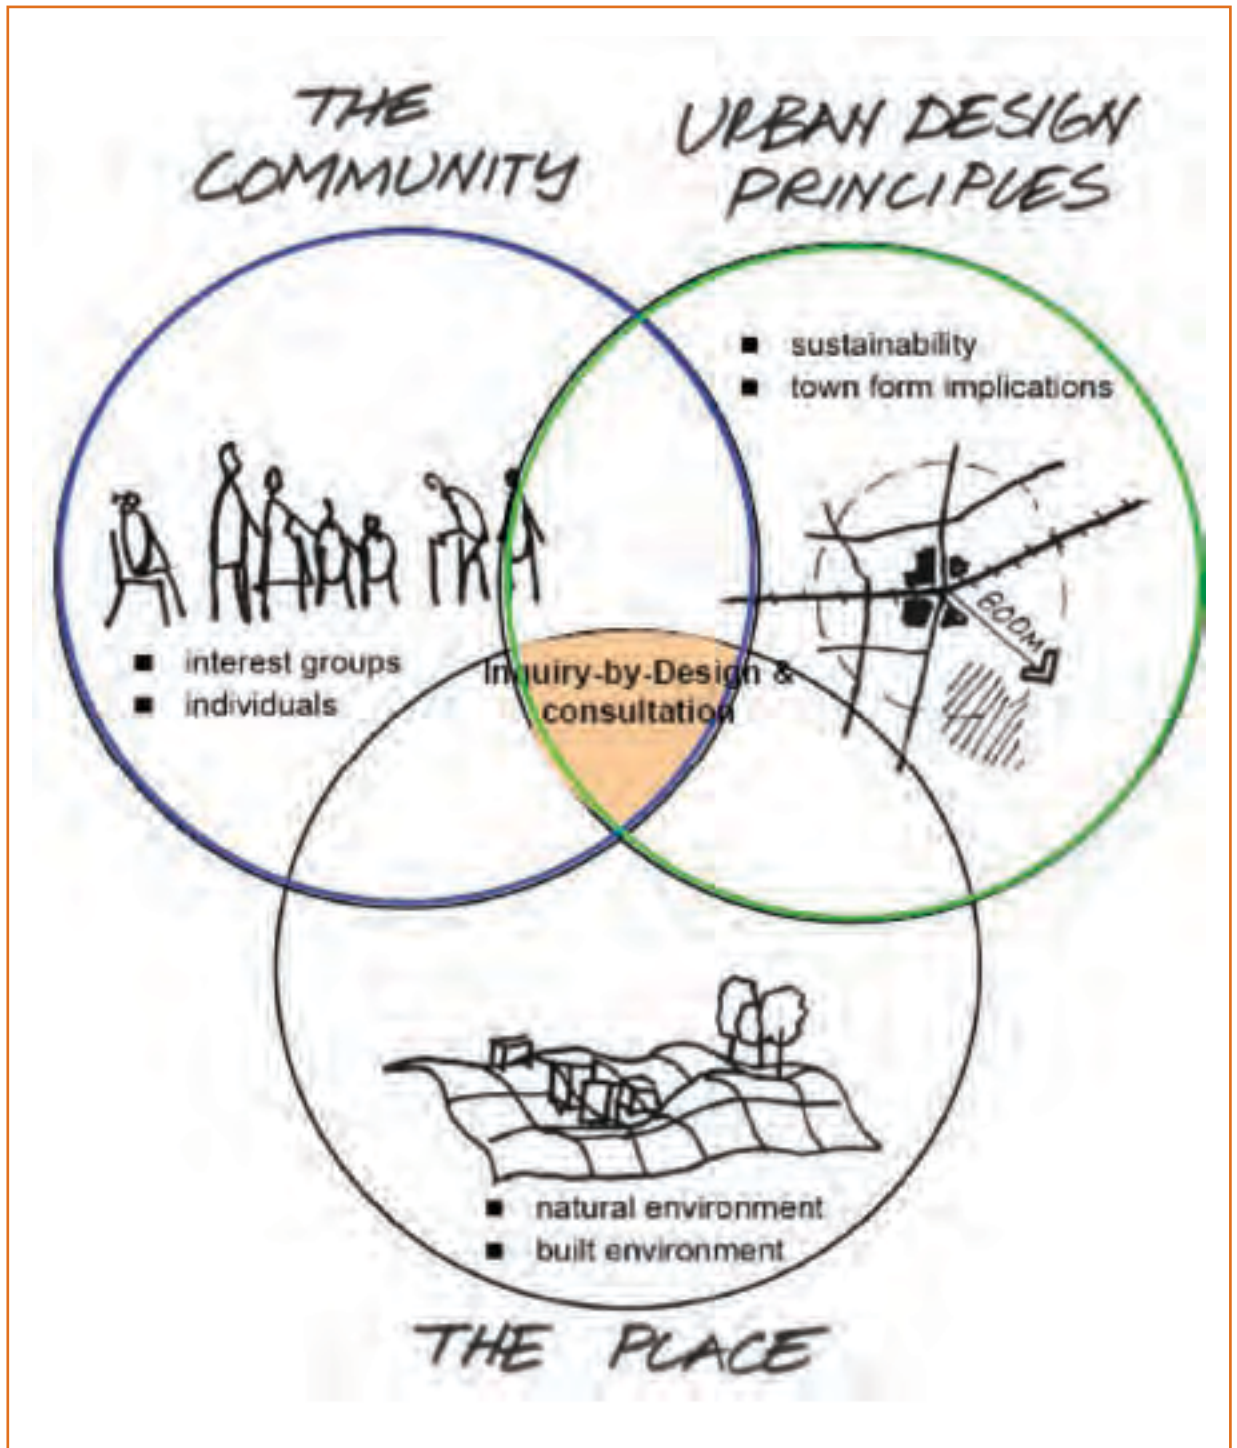 THE
COMMUNITY
URBAN DESIGN
PRINCIPLES
sustainability
town form implications
600M
interest groups
individuals
Inquiry-by-Design &
consultation
natural environment
built environment
THE PLACE